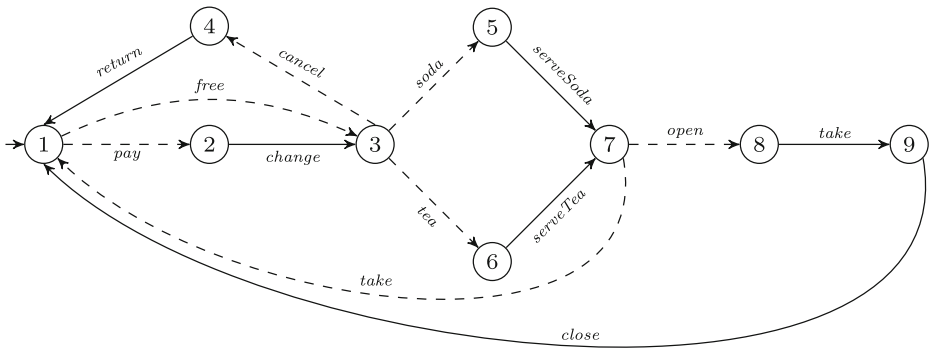 4
5
return
cancel
soda
serveSoda
free
1
pay
2
change
3
7
open
8
take
9
tea
serveTea
6
take
close